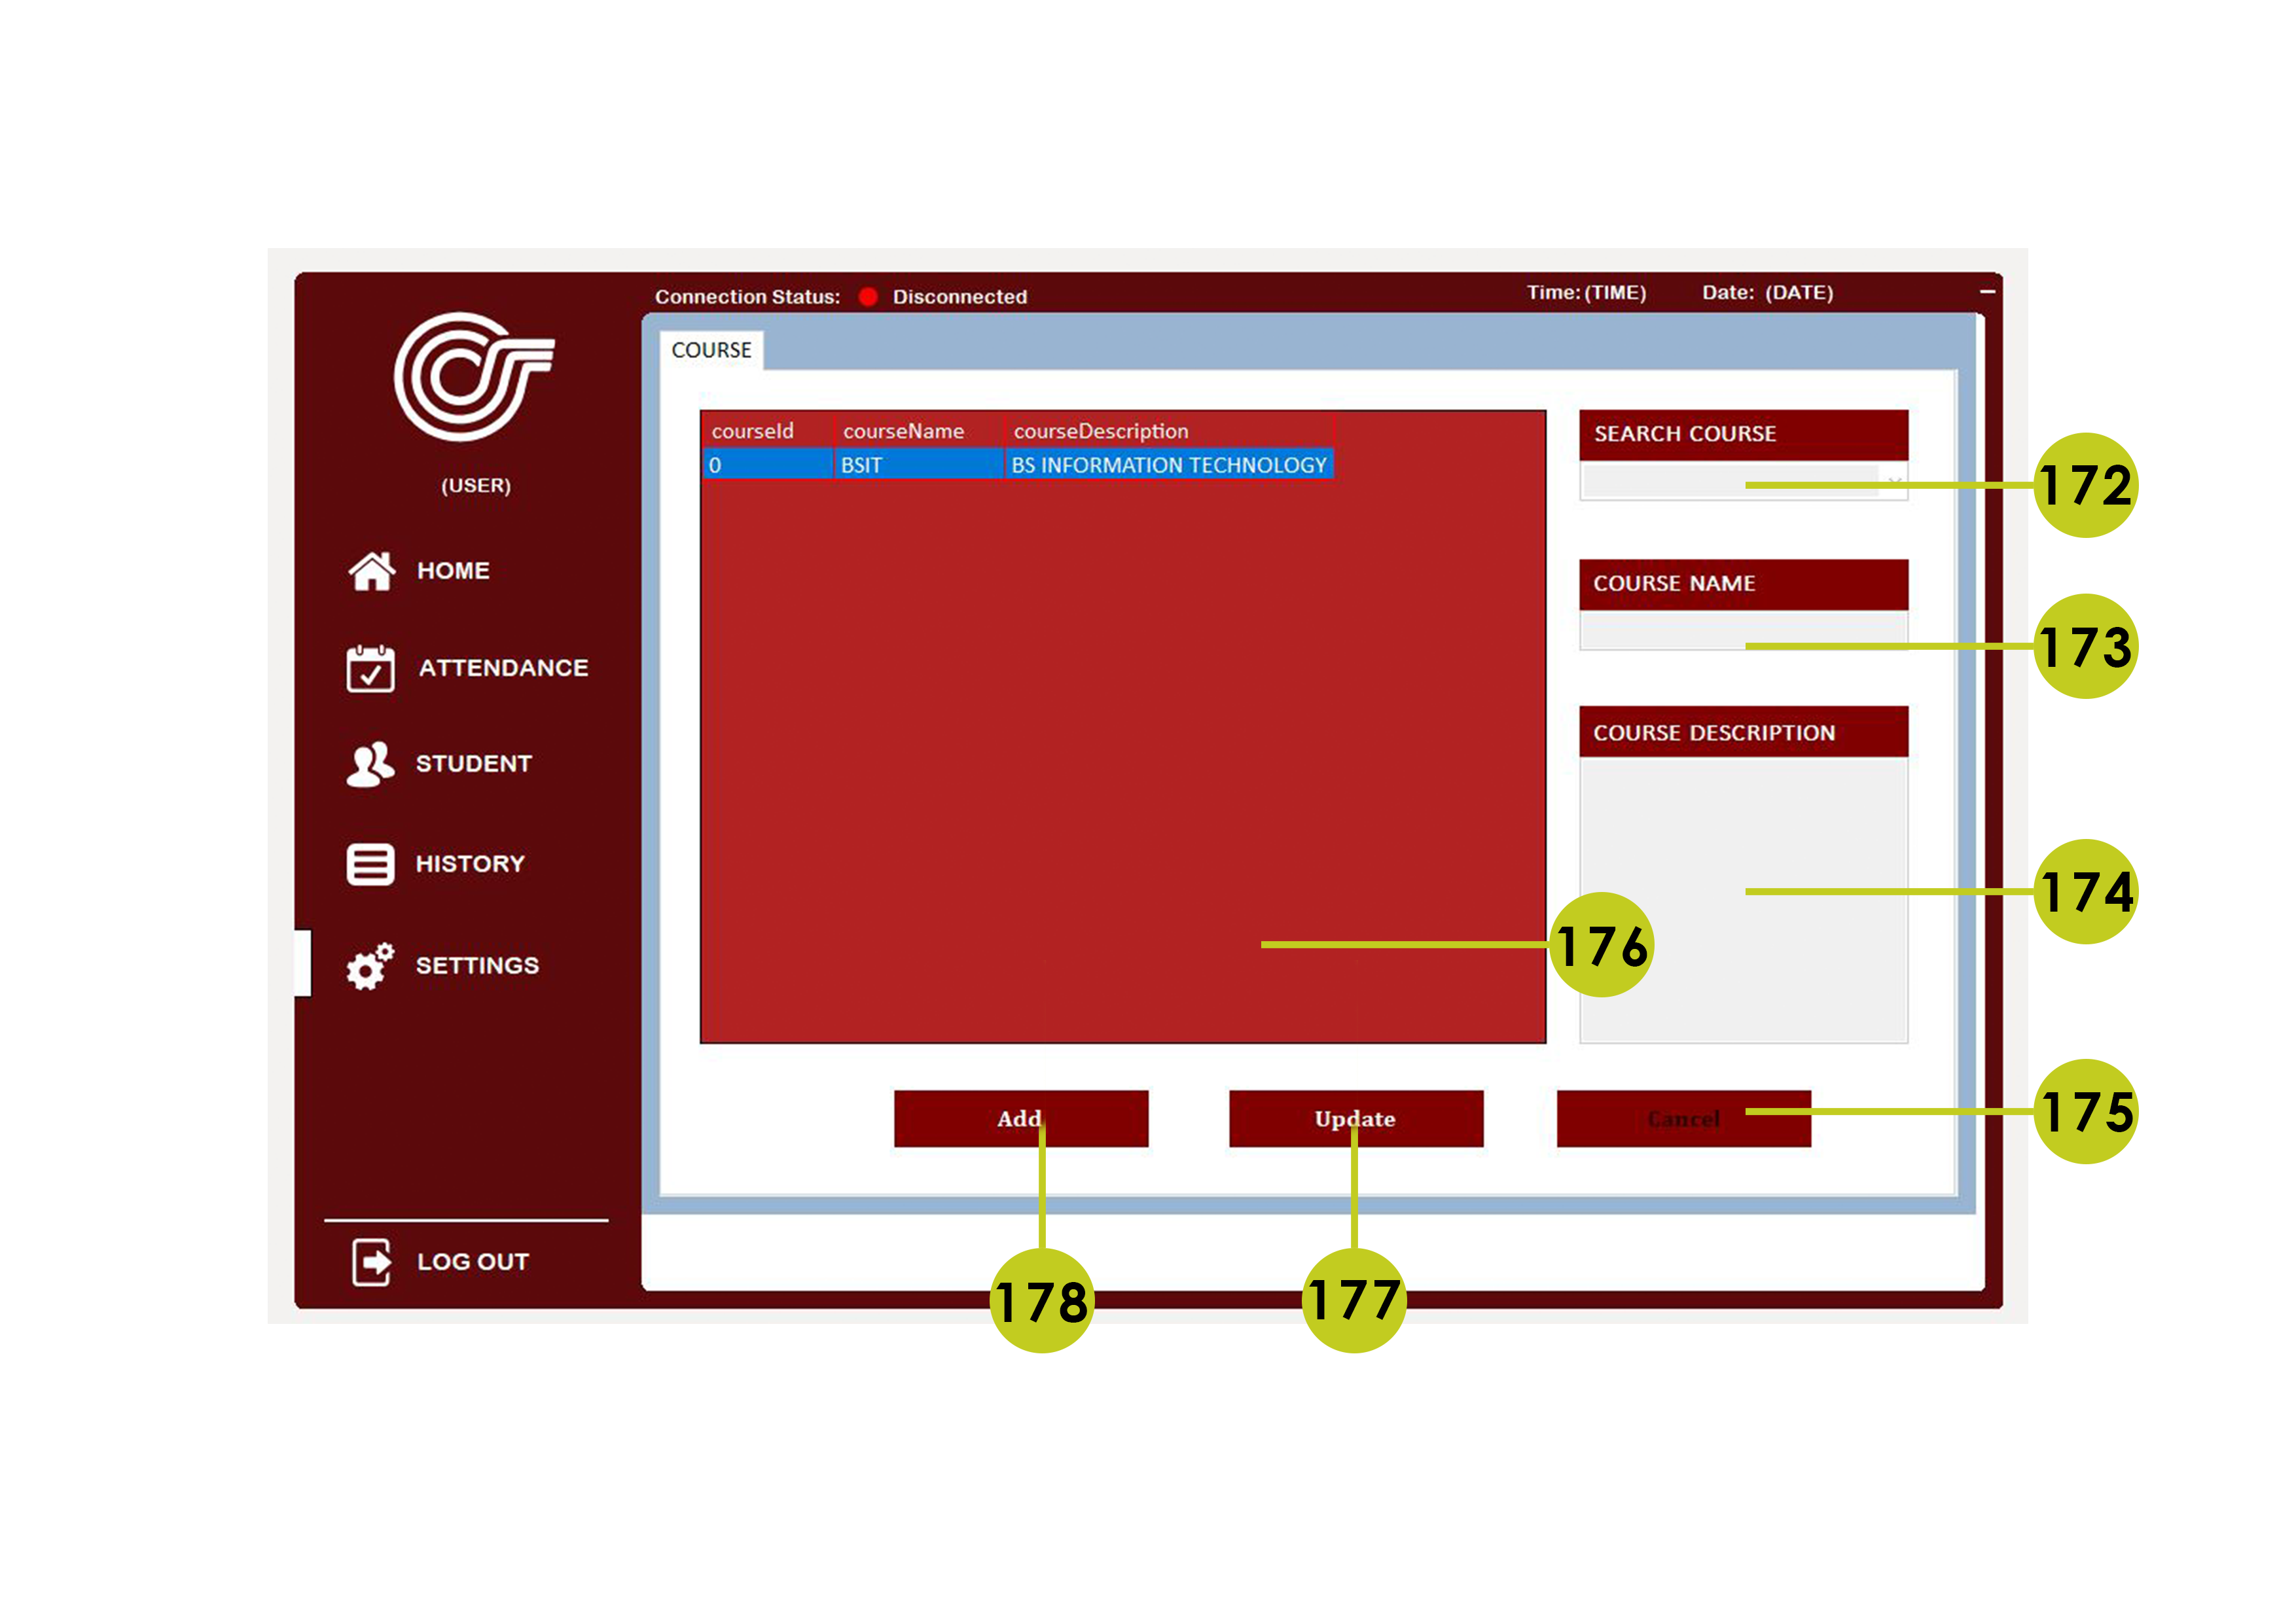 Connection Status: Disconnected
Time: (TIME) Date: (DATE)
(USER)
HOME
ATTENDANCE
STUDENT
HISTORY
SETTINGS
LOG OUT
COURSE
courseId courseName courseDescription
0 BSIT BS INFORMATION TECHNOLOGY
SEARCH COURSE
172
COURSE NAME
173
COURSE DESCRIPTION
174
176
Add Update Cancel
175
178 177